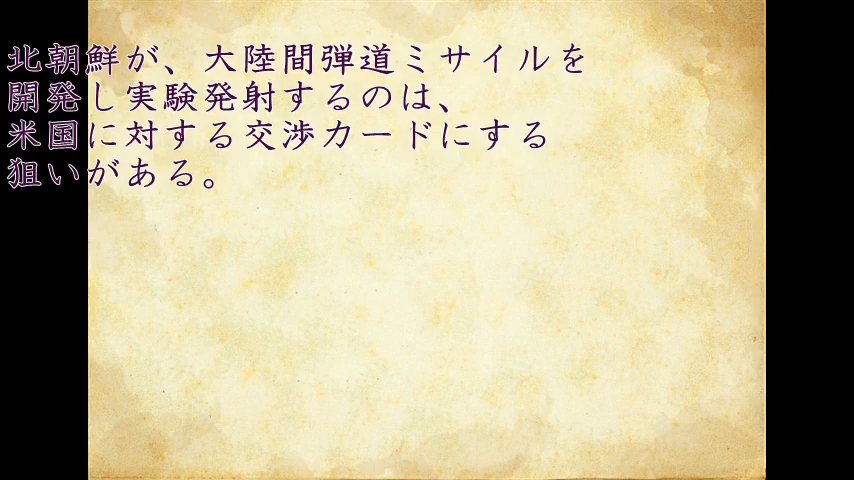 北朝鮮が、大陸間弾道ミサイルを
開発し実験発射するのは、
米国に対する交渉カードにする
狙いがある。